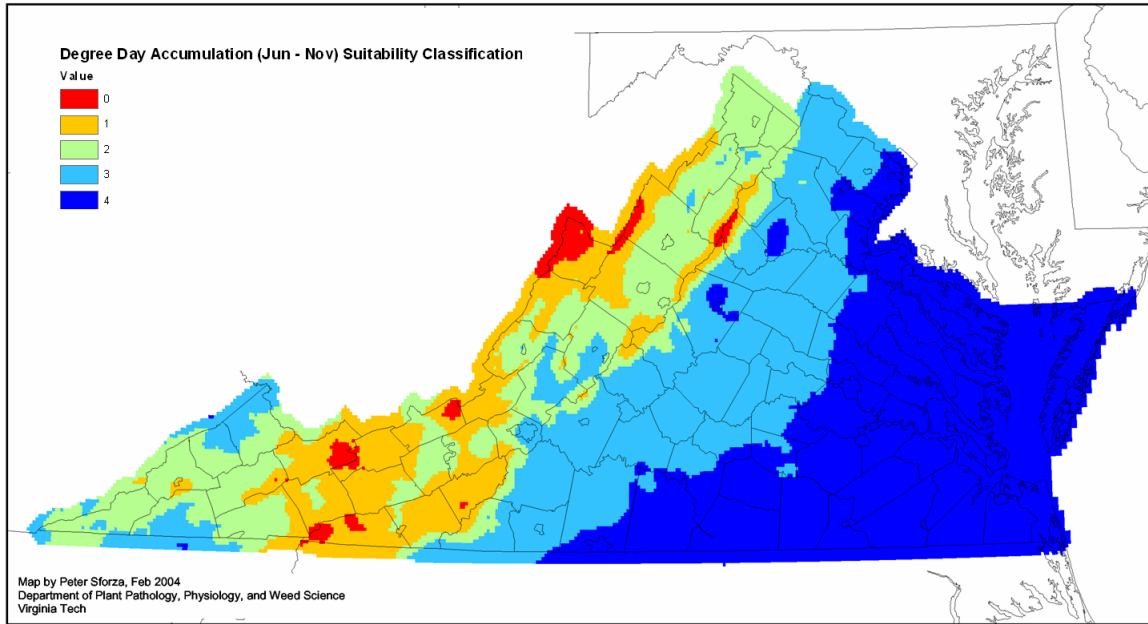 Degree Day Accumulation (Jun - Nov) Suitability Classification
Value
0
1
2
3
4
Map by Peter Sforza, Feb 2004
Department of Plant Pathology, Physiology, and Weed Science
Virginia Tech